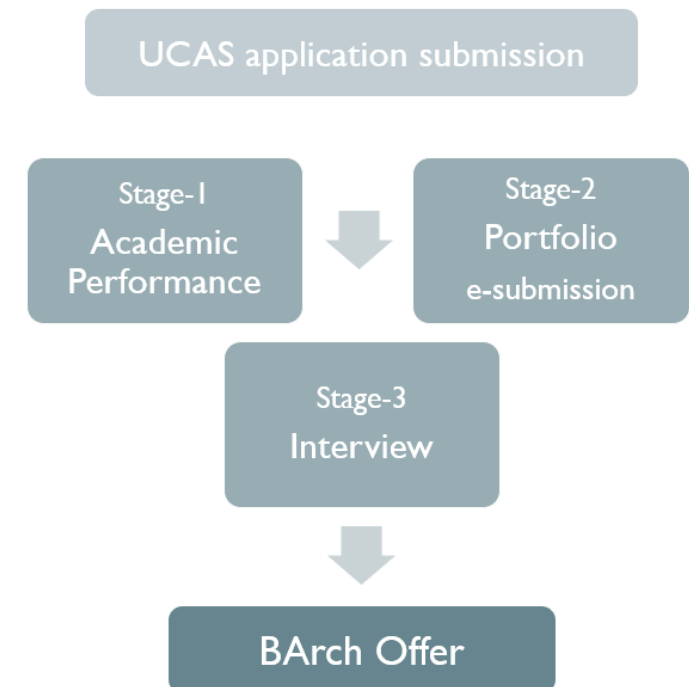 UCAS application submission
Stage-1
Academic
Performance
Stage-2
Portfolio
e-submission
Stage-3
Interview
BArch Offer